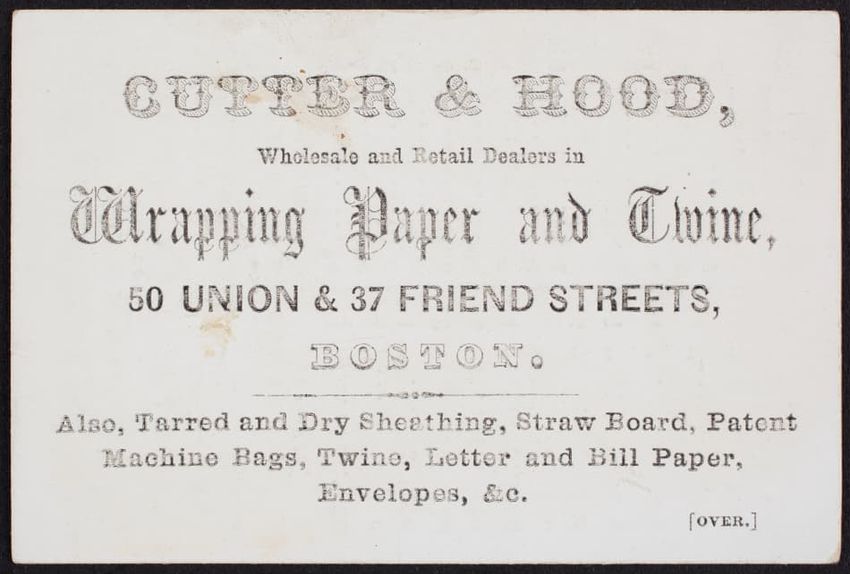 CUTTER & HOOD,
Wholesale and Retail Dealers in
Wrapping Paper and Twine,
50 UNION & 37 FRIEND STREETS,
BOSTON.
Also, Tarred and Dry Sheathing, Straw Board, Patent
Machine Bags, Twine, Letter and Bill Paper,
Envelopes, &c.
[OVER.]